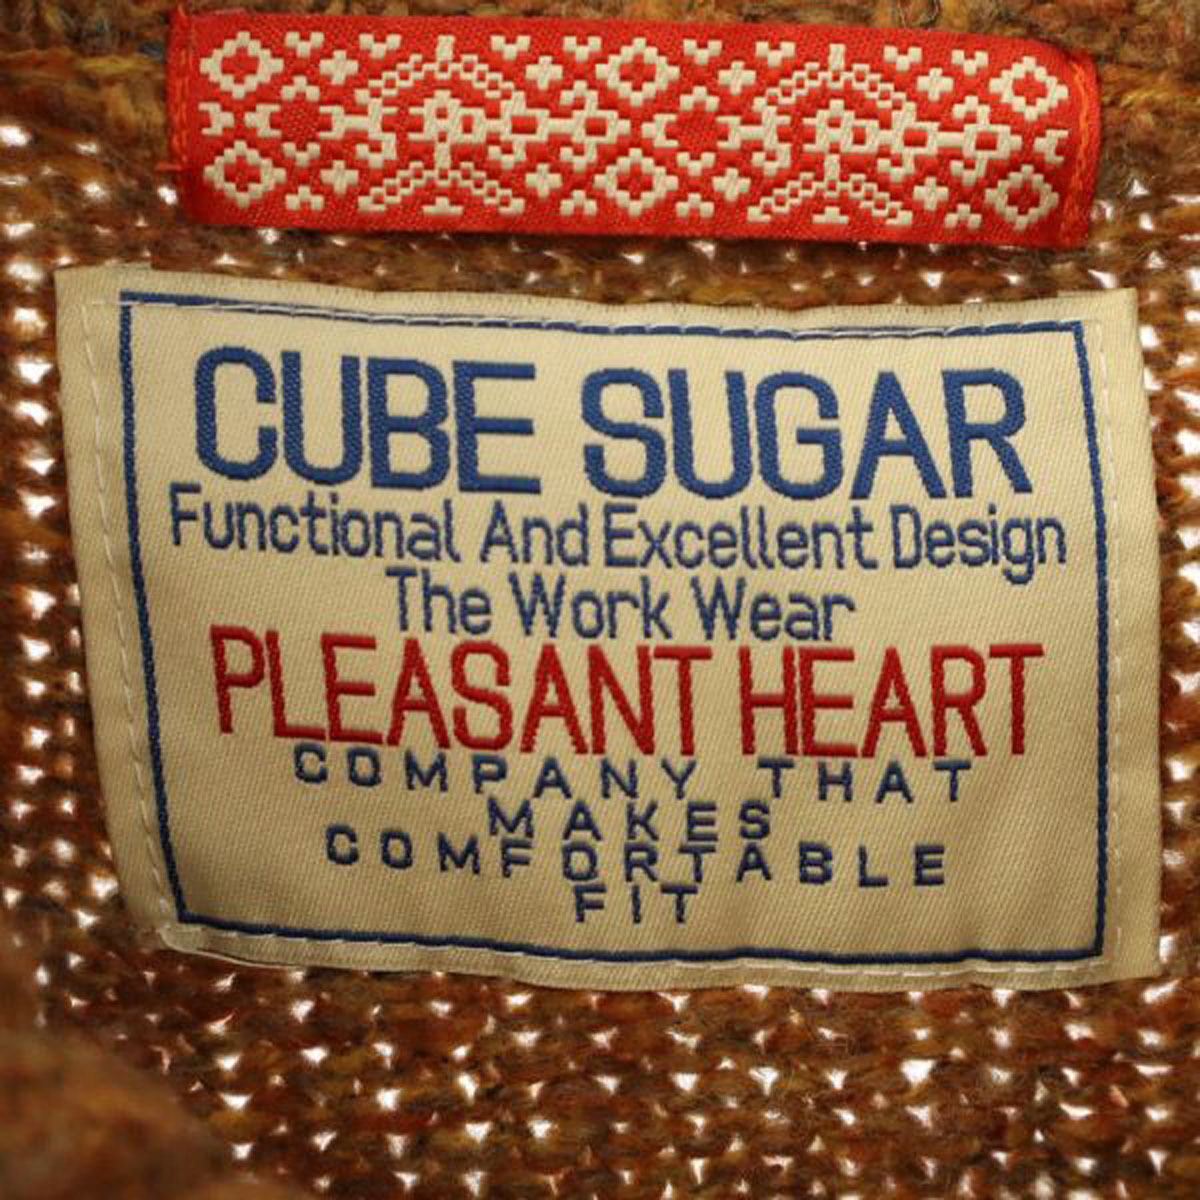 CUBE SUGAR
Functional And Excellent Design
The Work Wear
PLEASANT HEART
COMPANY THAT
MAKES
COMFORTABLE
FIT